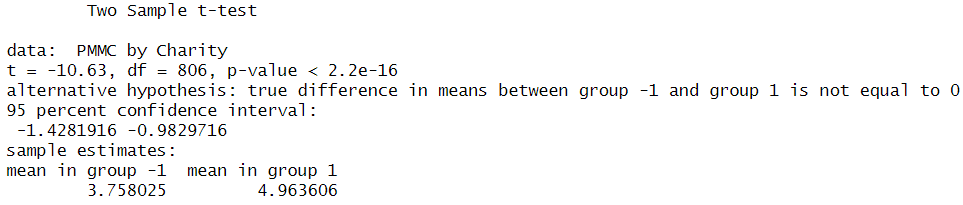 Two Sample t-test
data:  PMMC by Charity
t = -10.63, df = 806, p-value < 2.2e-16
alternative hypothesis: true difference in means between group -1 and group 1 is not equal to 0
95 percent confidence interval:
 -1.4281916 -0.9829716
sample estimates:
mean in group -1  mean in group 1
        3.758025         4.963606